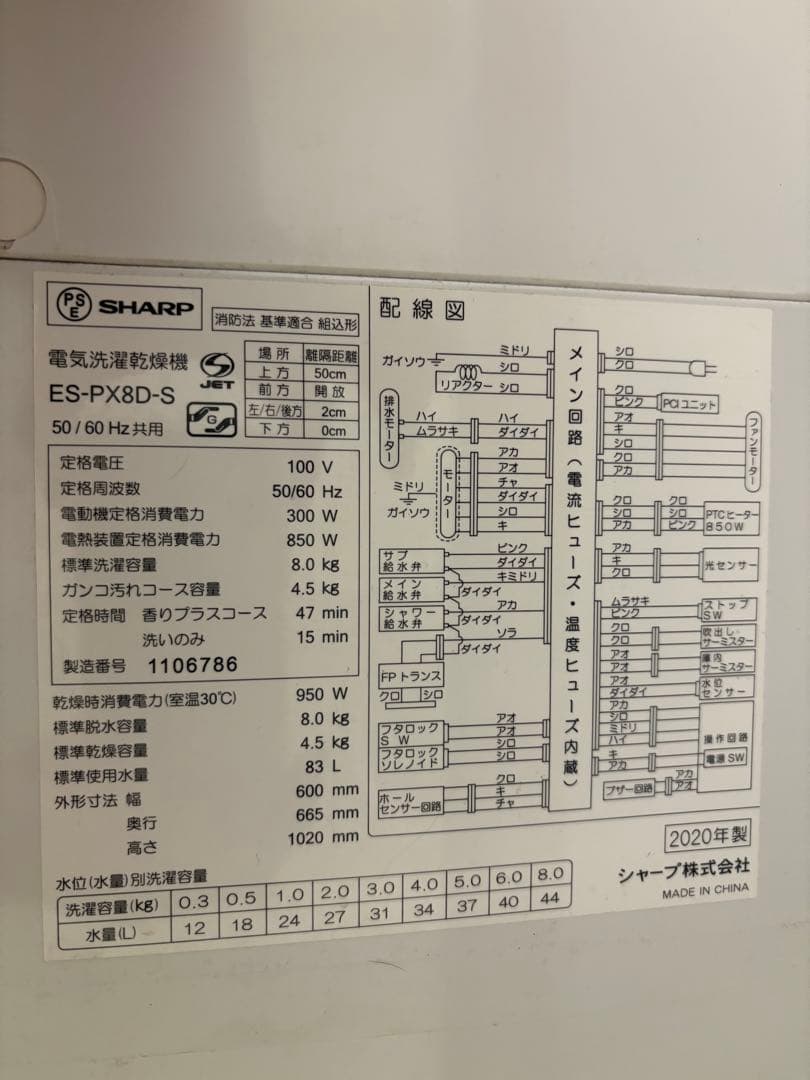 PSE SHARP
消防法 基準適合 組込形
電気洗濯乾燥機
ES-PX8D-S
50/60Hz共用
JET
G
場所 離隔距離
上方 50cm
前方 開放
左/右/後方 2cm
下方 0cm
定格電圧 100 V
定格周波数 50/60 Hz
電動機定格消費電力 300 W
電熱装置定格消費電力 850 W
標準洗濯容量 8.0 kg
ガンコ汚れコース容量 4.5 kg
定格時間 香りプラスコース 47 min
洗いのみ 15 min
製造番号 1106786
乾燥時消費電力(室温30℃) 950 W
標準脱水容量 8.0 kg
標準乾燥容量 4.5 kg
標準使用水量 83 L
外形寸法 幅 600 mm
奥行 665 mm
高さ 1020 mm
配線図
ガイソウ
ミドリ
シロ
リアクター シロ
排水モーター
ハイ ハイ
ムラサキ ダイダイ
モーター
ミドリ
ガイソウ
アカ
アオ
チャ
ダイダイ
シロ
キ
サブ給水弁
ピンク
ダイダイ
メイン給水弁
キミドリ
ダイダイ
シャワー給水弁
アカ
ダイダイ
ソラ
ダイダイ
FPトランス
クロ シロ
フタロックSW
アオ
アオ
フタロックソレノイド
シロ
シロ
ホールセンサー回路
クロ
キ
チャ
メイン回路(電流ヒューズ・温度ヒューズ内蔵)
シロ
クロ
クロ
ピンク
PCIユニット
アオ
キ
シロ
クロ
アカ
ファンモーター
クロ クロ
シロ シロ
アカ ピンク
PTCヒーター
850W
アカ
キ
クロ
光センサー
ムラサキ
ピンク
ストップSW
クロ
クロ
吹出しサーミスター
アオ
アオ
庫内サーミスター
アオ
ダイダイ
水位センサー
アカ
シロ
ミドリ
ハイ
操作回路
キ
アカ
電源SW
ブザー回路
アカ
アオ
2020年製
シャープ株式会社
MADE IN CHINA
水位(水量)別洗濯容量
洗濯容量(kg) 0.3 0.5 1.0 2.0 3.0 4.0 5.0 6.0 8.0
水量(L) 12 18 24 27 31 34 37 40 44